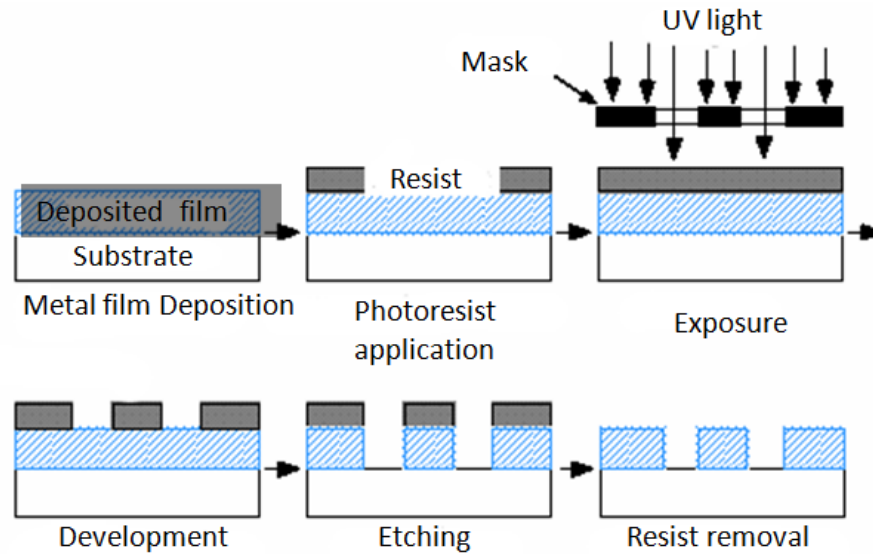 UV light
Mask
Resist
Deposited film
Substrate
Metal film Deposition
Photoresist
application
Exposure
Development
Etching
Resist removal